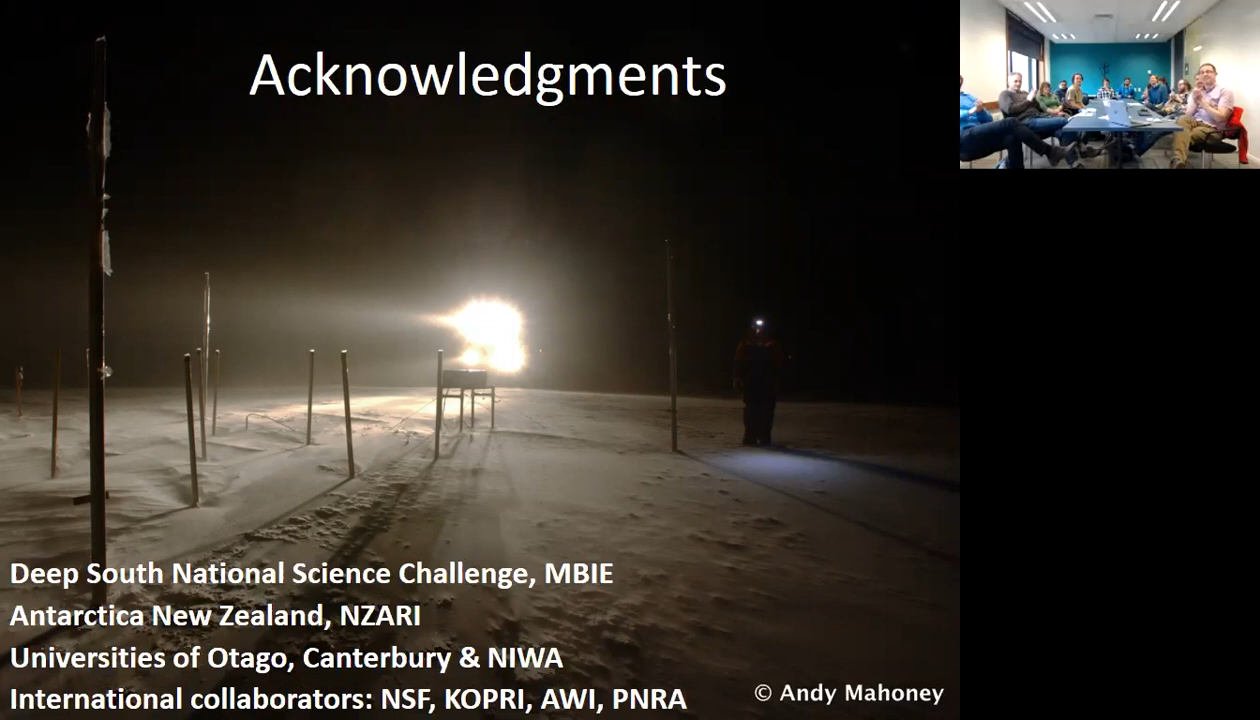 Acknowledgments
Deep South National Science Challenge, MBIE
Antarctica New Zealand, NZARI
Universities of Otago, Canterbury & NIWA
International collaborators: NSF, KOPRI, AWI, PNRA
© Andy Mahoney